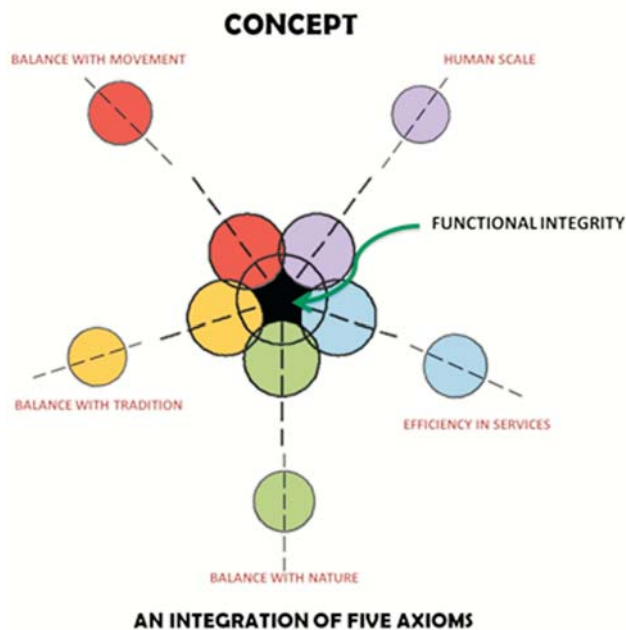 CONCEPT
BALANCE WITH MOVEMENT
HUMAN SCALE
FUNCTIONAL INTEGRITY
BALANCE WITH TRADITION
EFFICIENCY IN SERVICES
BALANCE WITH NATURE
AN INTEGRATION OF FIVE AXIOMS